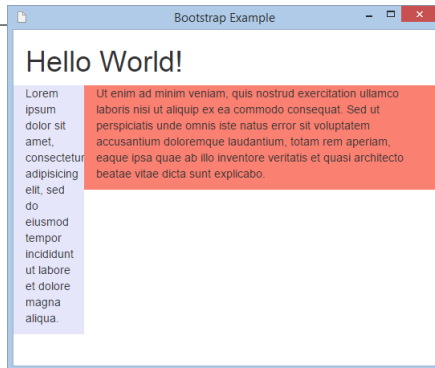 Bootstrap Example
Hello World!
Lorem
ipsum
dolor sit
amet,
consectetur
adipisicing
elit, sed
do
eiusmod
tempor
incididunt
ut labore
et dolore
magna
aliqua.
Ut enim ad minim veniam, quis nostrud exercitation ullamco
laboris nisi ut aliquip ex ea commodo consequat. Sed ut
perspiciatis unde omnis iste natus error sit voluptatem
accusantium doloremque laudantium, totam rem aperiam,
eaque ipsa quae ab illo inventore veritatis et quasi architecto
beatae vitae dicta sunt explicabo.